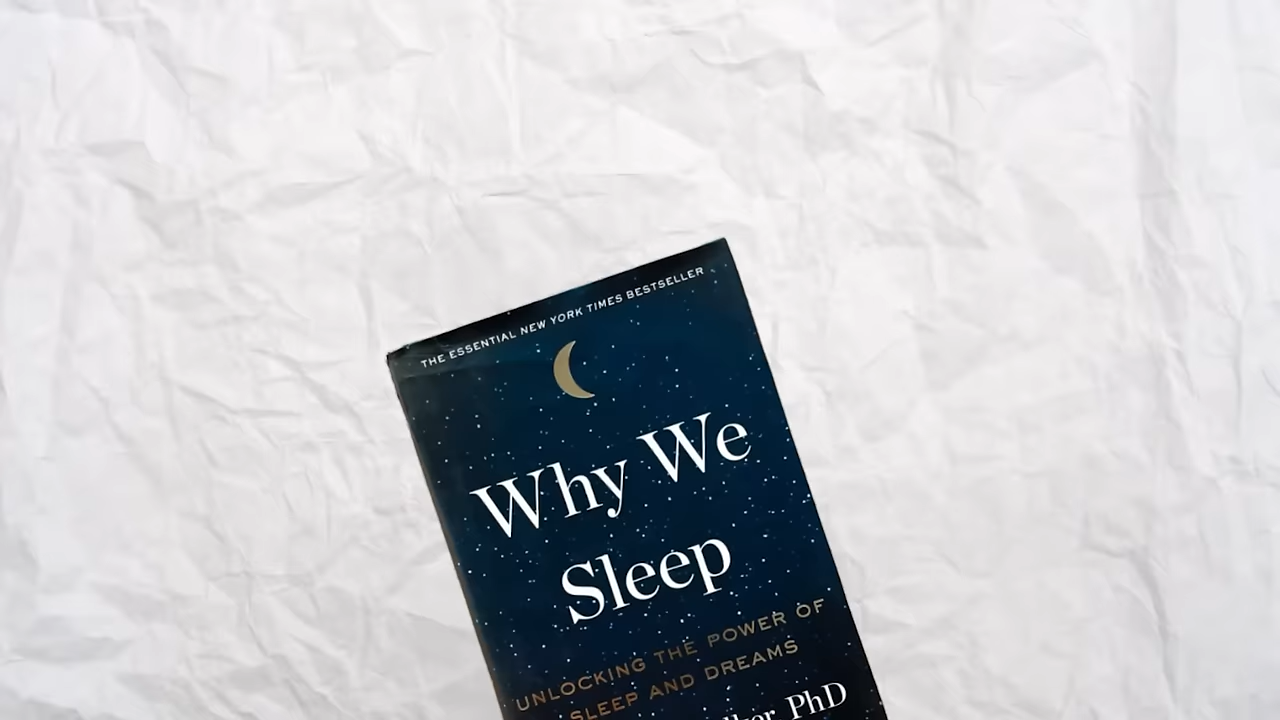 THE ESSENTIAL NEW YORK TIMES BESTSELLER
Why We
Sleep
UNLOCKING THE POWER OF
SLEEP AND DREAMS
PhD